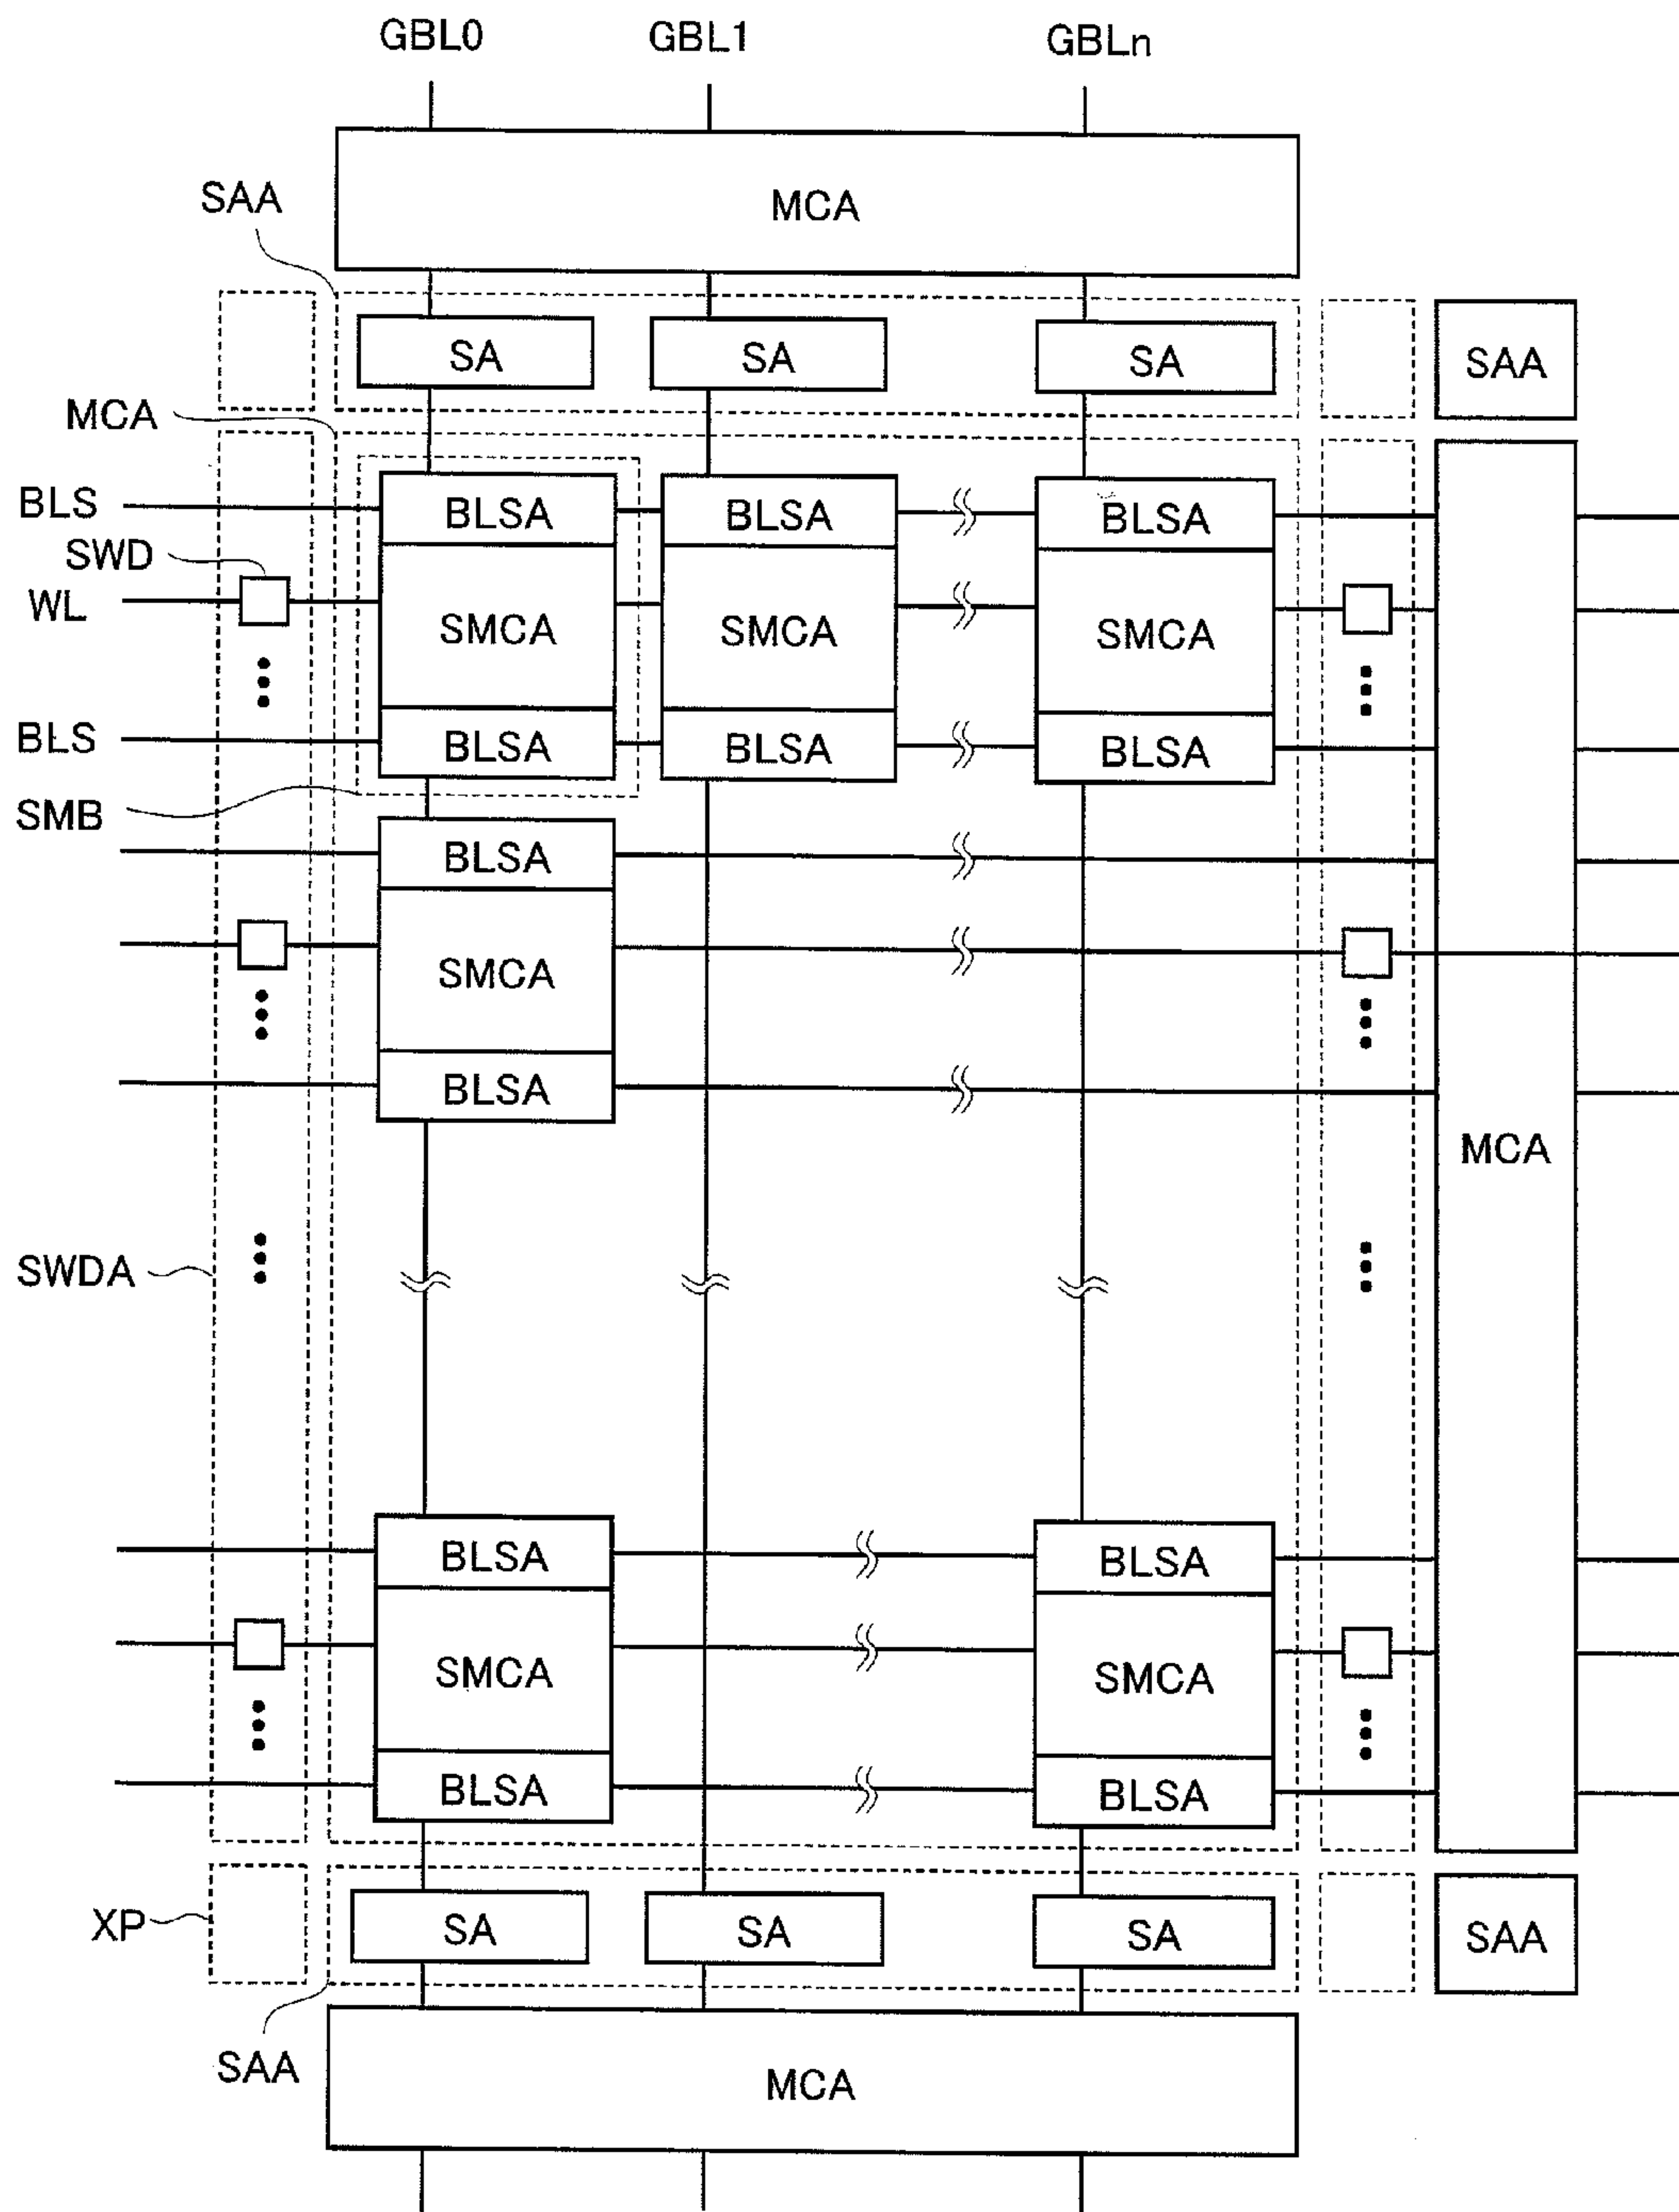 GBL0 GBL1 GBLn
MCA
SAA
SA SA SA SAA
MCA
BLS BLSA BLSA BLSA
SWD
WL SMCA SMCA SMCA
BLS BLSA BLSA BLSA
SMB
BLSA
SMCA
BLSA
MCA
SWDA
BLSA BLSA
SMCA SMCA
BLSA BLSA
XP SA SA SA SAA
SAA
MCA